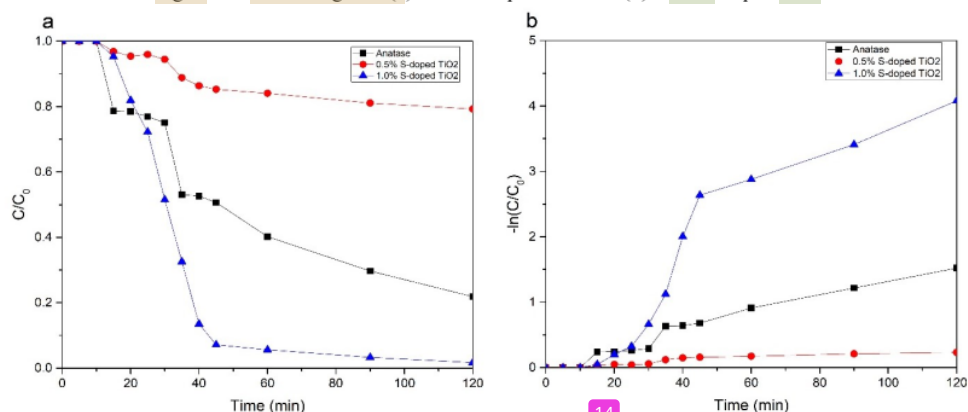 a
b
1.0
0.8
0.6
0.4
0.2
0.0
C/C₀
0 20 40 60 80 100 120
Time (min)
Anatase
0.5% S-doped TiO2
1.0% S-doped TiO2
-5
4
3
2
1
0
-ln(C/C₀)
0 20 40 60 80 100 120
Time (min)
Anatase
0.5% S-doped TiO2
1.0% S-doped TiO2